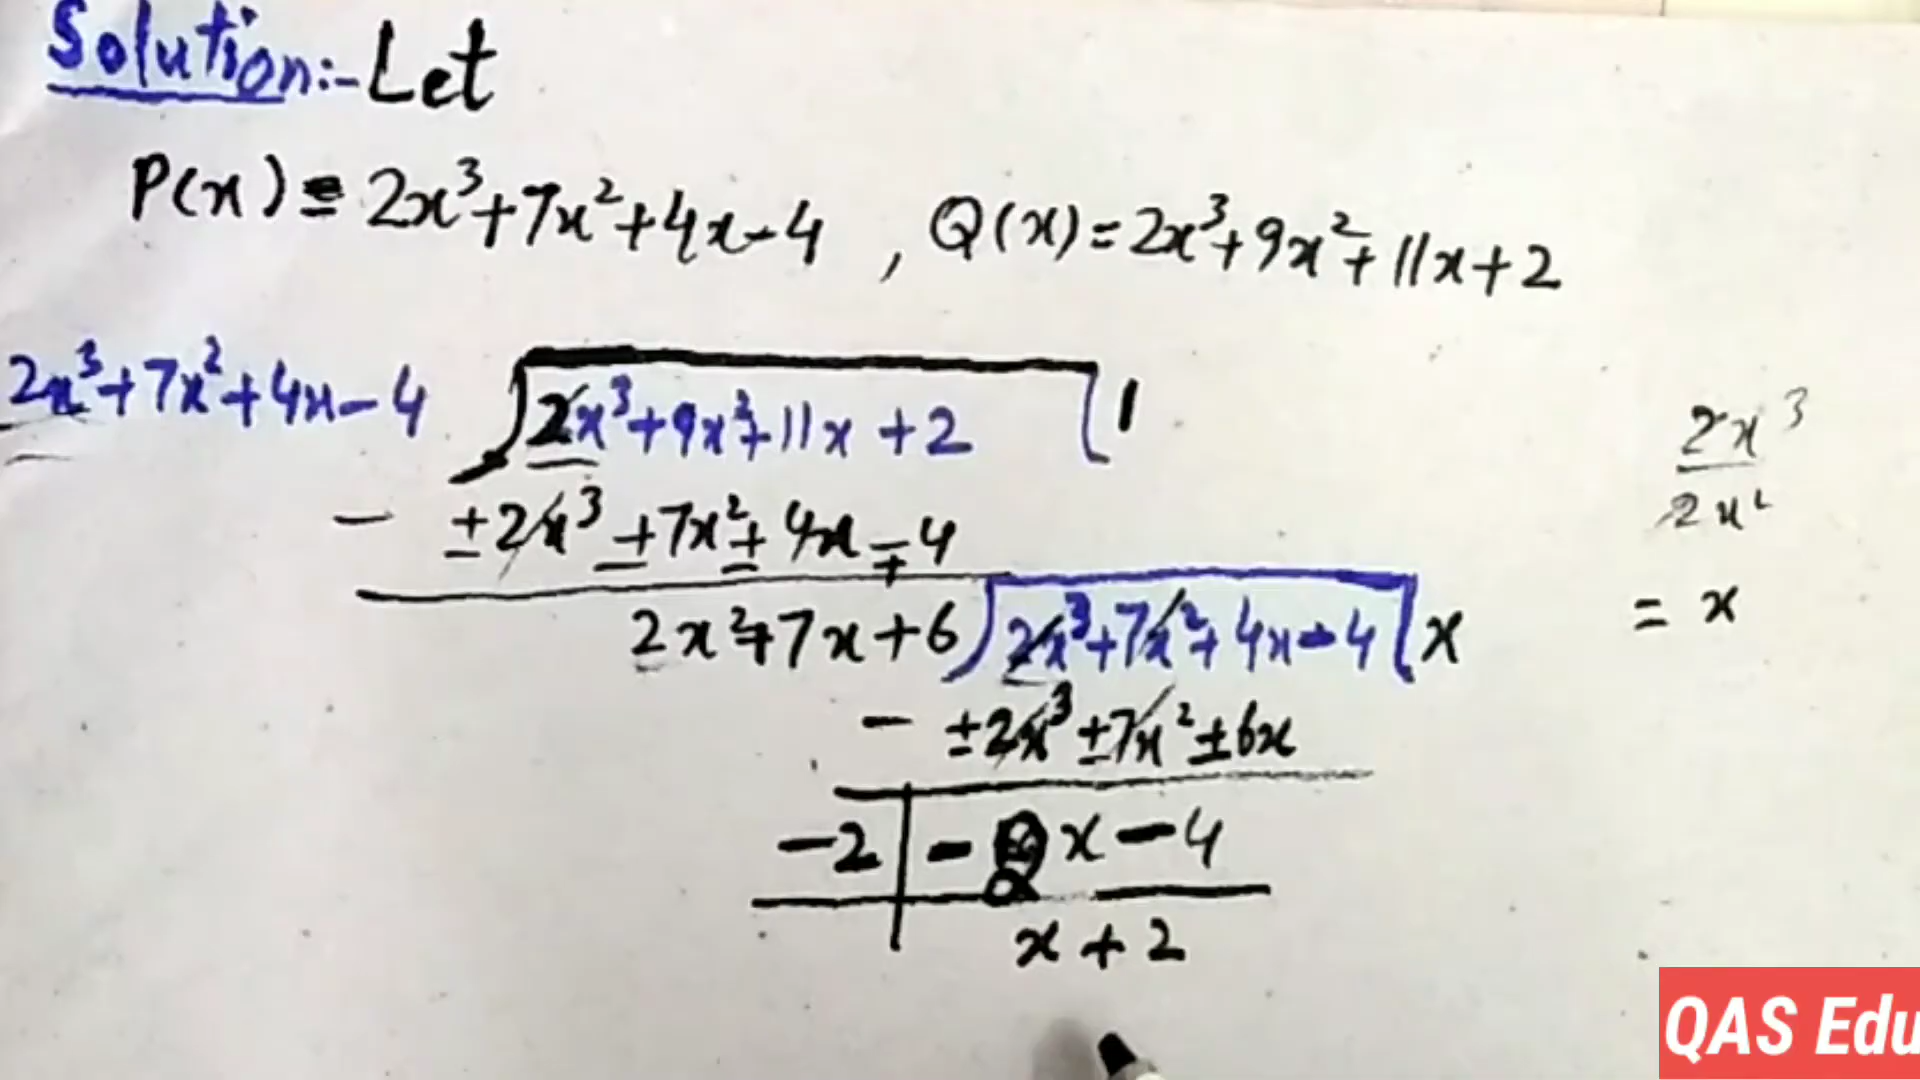 Solution:- Let
P(x) = 2x³+7x²+4x-4 , Q(x) = 2x³+9x²+11x+2
2x³+7x²+4x-4 2x³+9x²+11x+2 1
2x³
2x²
= x
- ±2x³±7x²±4x∓4
2x²+7x+6 2x³+7x²+4x-4 x
- ±2x³±7x²±6x
-2 -2x-4
x+2
QAS Edu